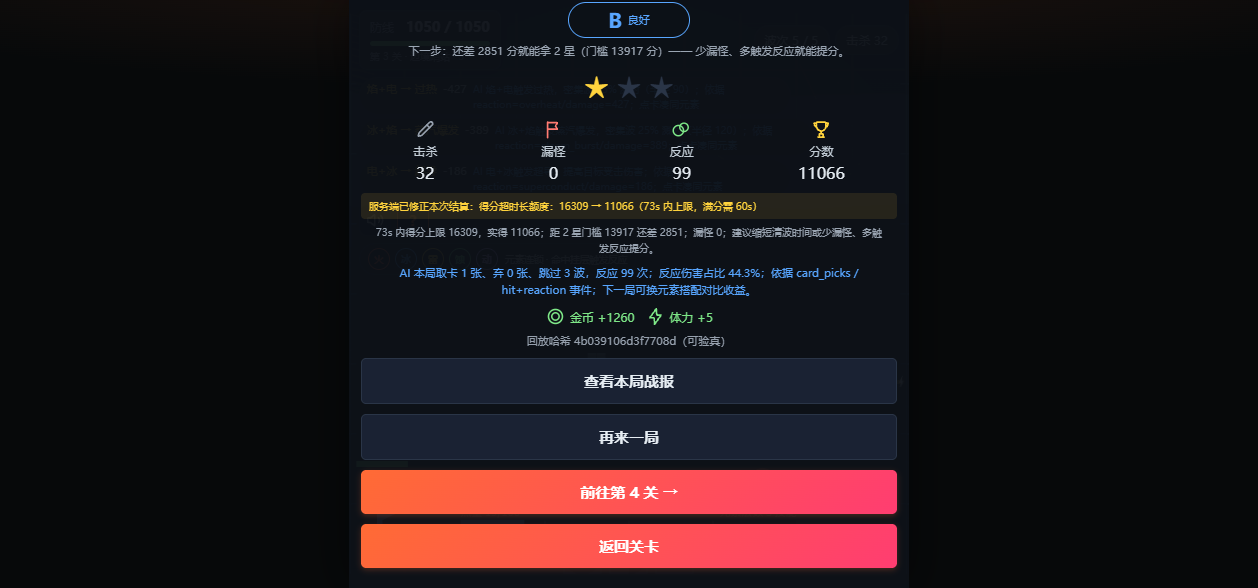 1050 / 1050
B 良好
下一步：还差 2851 分就能拿 2 星（门槛 13917 分）—— 少漏怪、多触发反应就能提分。
击杀 漏怪 反应 分数
32 0 99 11066
服务端已修正本次结算：得分超时长额度：16309 → 11066（73s 内上限，满分需 60s）
73s 内得分上限 16309，实得 11066；距 2 星门槛 13917 还差 2851；漏怪 0；建议缩短清波时间或少漏怪、多触
发反应提分。
AI 本局取卡 1 张、弃 0 张、跳过 3 波，反应 99 次；反应伤害占比 44.3%；依据 card_picks /
hit+reaction 事件；下一局可换元素搭配对比收益。
金币 +1260 体力 +5
回放哈希 4b039106d3f7708d（可验真）
查看本局战报
再来一局
前往第 4 关 →
返回关卡